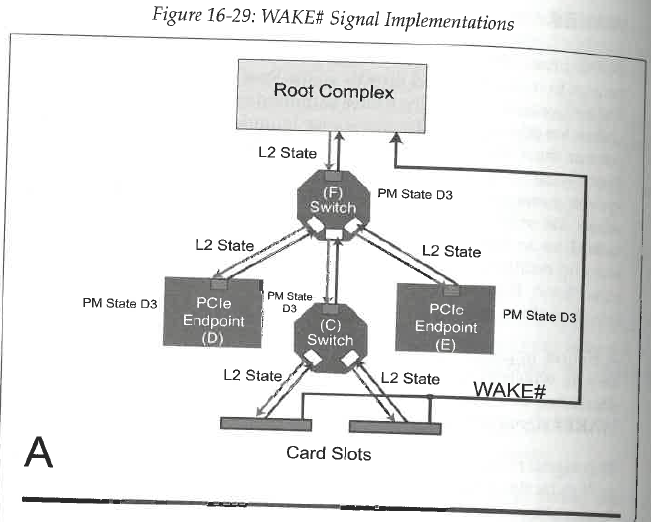 Figure 16-29: WAKE# Signal Implementations
Root Complex
L2 State
(F)
Switch
PM State D3
L2 State
L2 State
PM State D3
PCIe
Endpoint
(D)
PM State
D3
(C)
Switch
PCIe
Endpoint
(E)
PM State D3
L2 State
L2 State
WAKE#
Card Slots
A